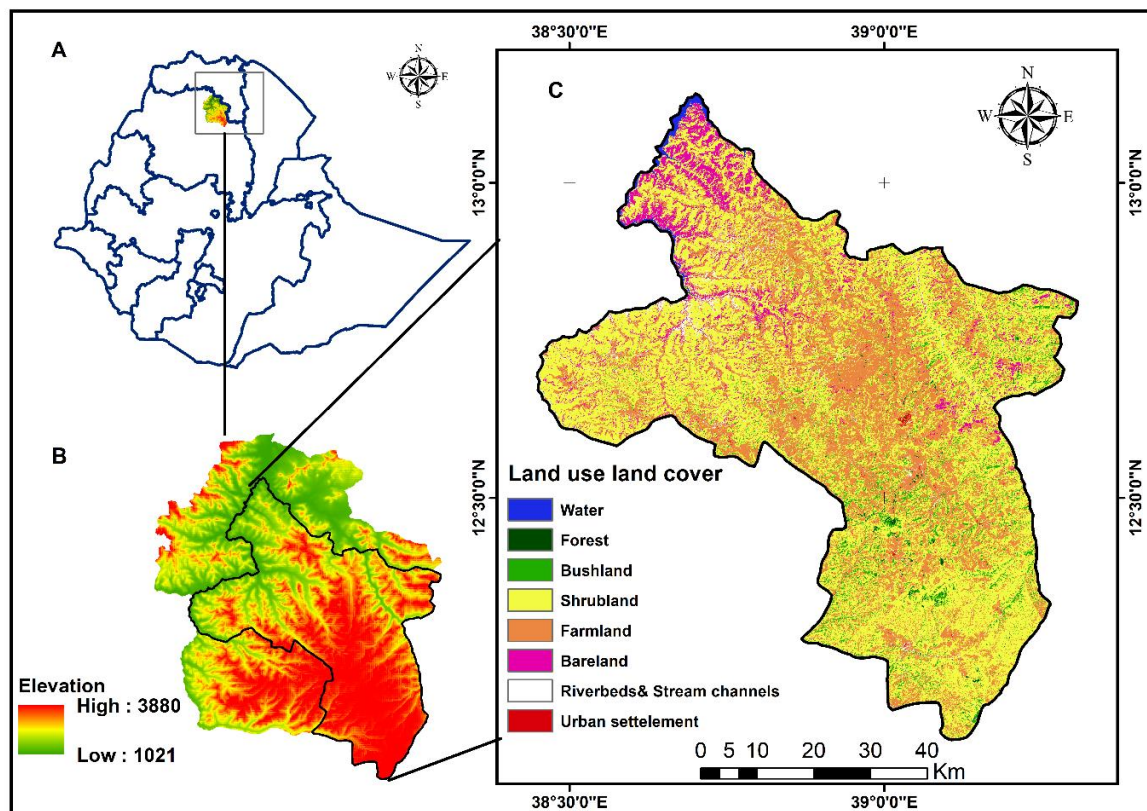 A
N
W E
S
B
Elevation
High : 3880
Low : 1021
38°30'0"E 39°0'0"E
C
N
W E
S
13°0'0"N
13°0'0"N
12°30'0"N
12°30'0"N
Land use land cover
Water
Forest
Bushland
Shrubland
Farmland
Bareland
Riverbeds& Stream channels
Urban settelement
0 5 10 20 30 40
Km
38°30'0"E 39°0'0"E